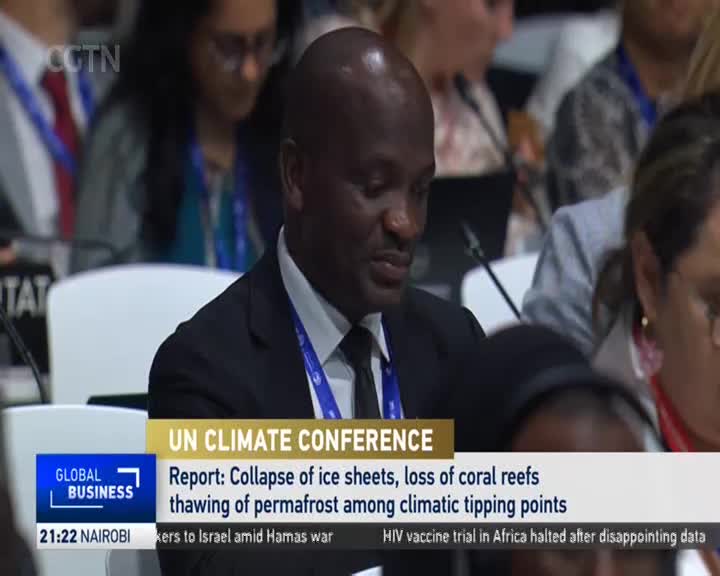 CGTN
TAT
UN CLIMATE CONFERENCE
Report: Collapse of ice sheets, loss of coral reefs
thawing of permafrost among climatic tipping points
GLOBAL
BUSINESS
21:22 NAIROBI
kers to Israel amid Hamas war HIV vaccine trial in Africa halted after disappointing data